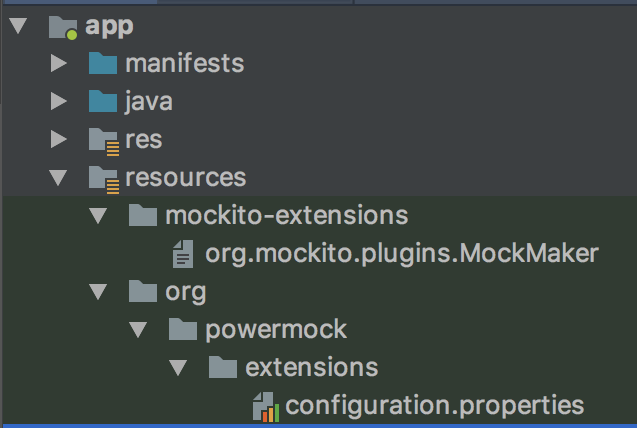 app
manifests
java
res
resources
mockito-extensions
org.mockito.plugins.MockMaker
org
powermock
extensions
configuration.properties